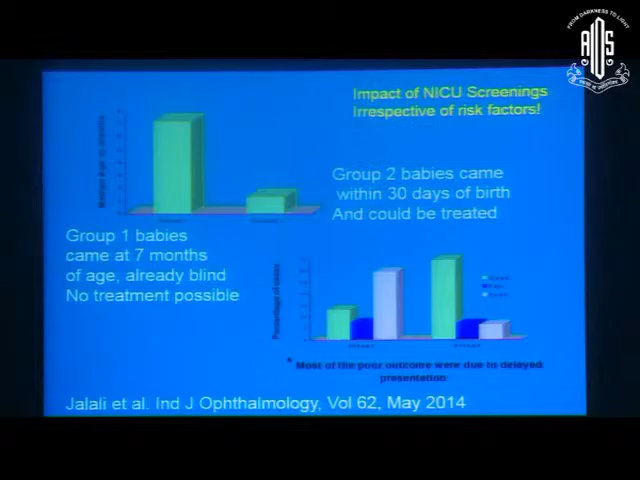 FROM DARKNESS TO LIGHT
AIOS
Impact of NICU Screenings
Irrespective of risk factors!
Group 2 babies came
within 30 days of birth
And could be treated
Group 1 babies
came at 7 months
of age, already blind
No treatment possible
Percentage of cases
* Most of the poor outcome were due to delayed
presentation
Jalali et al. Ind J Ophthalmology, Vol 62, May 2014